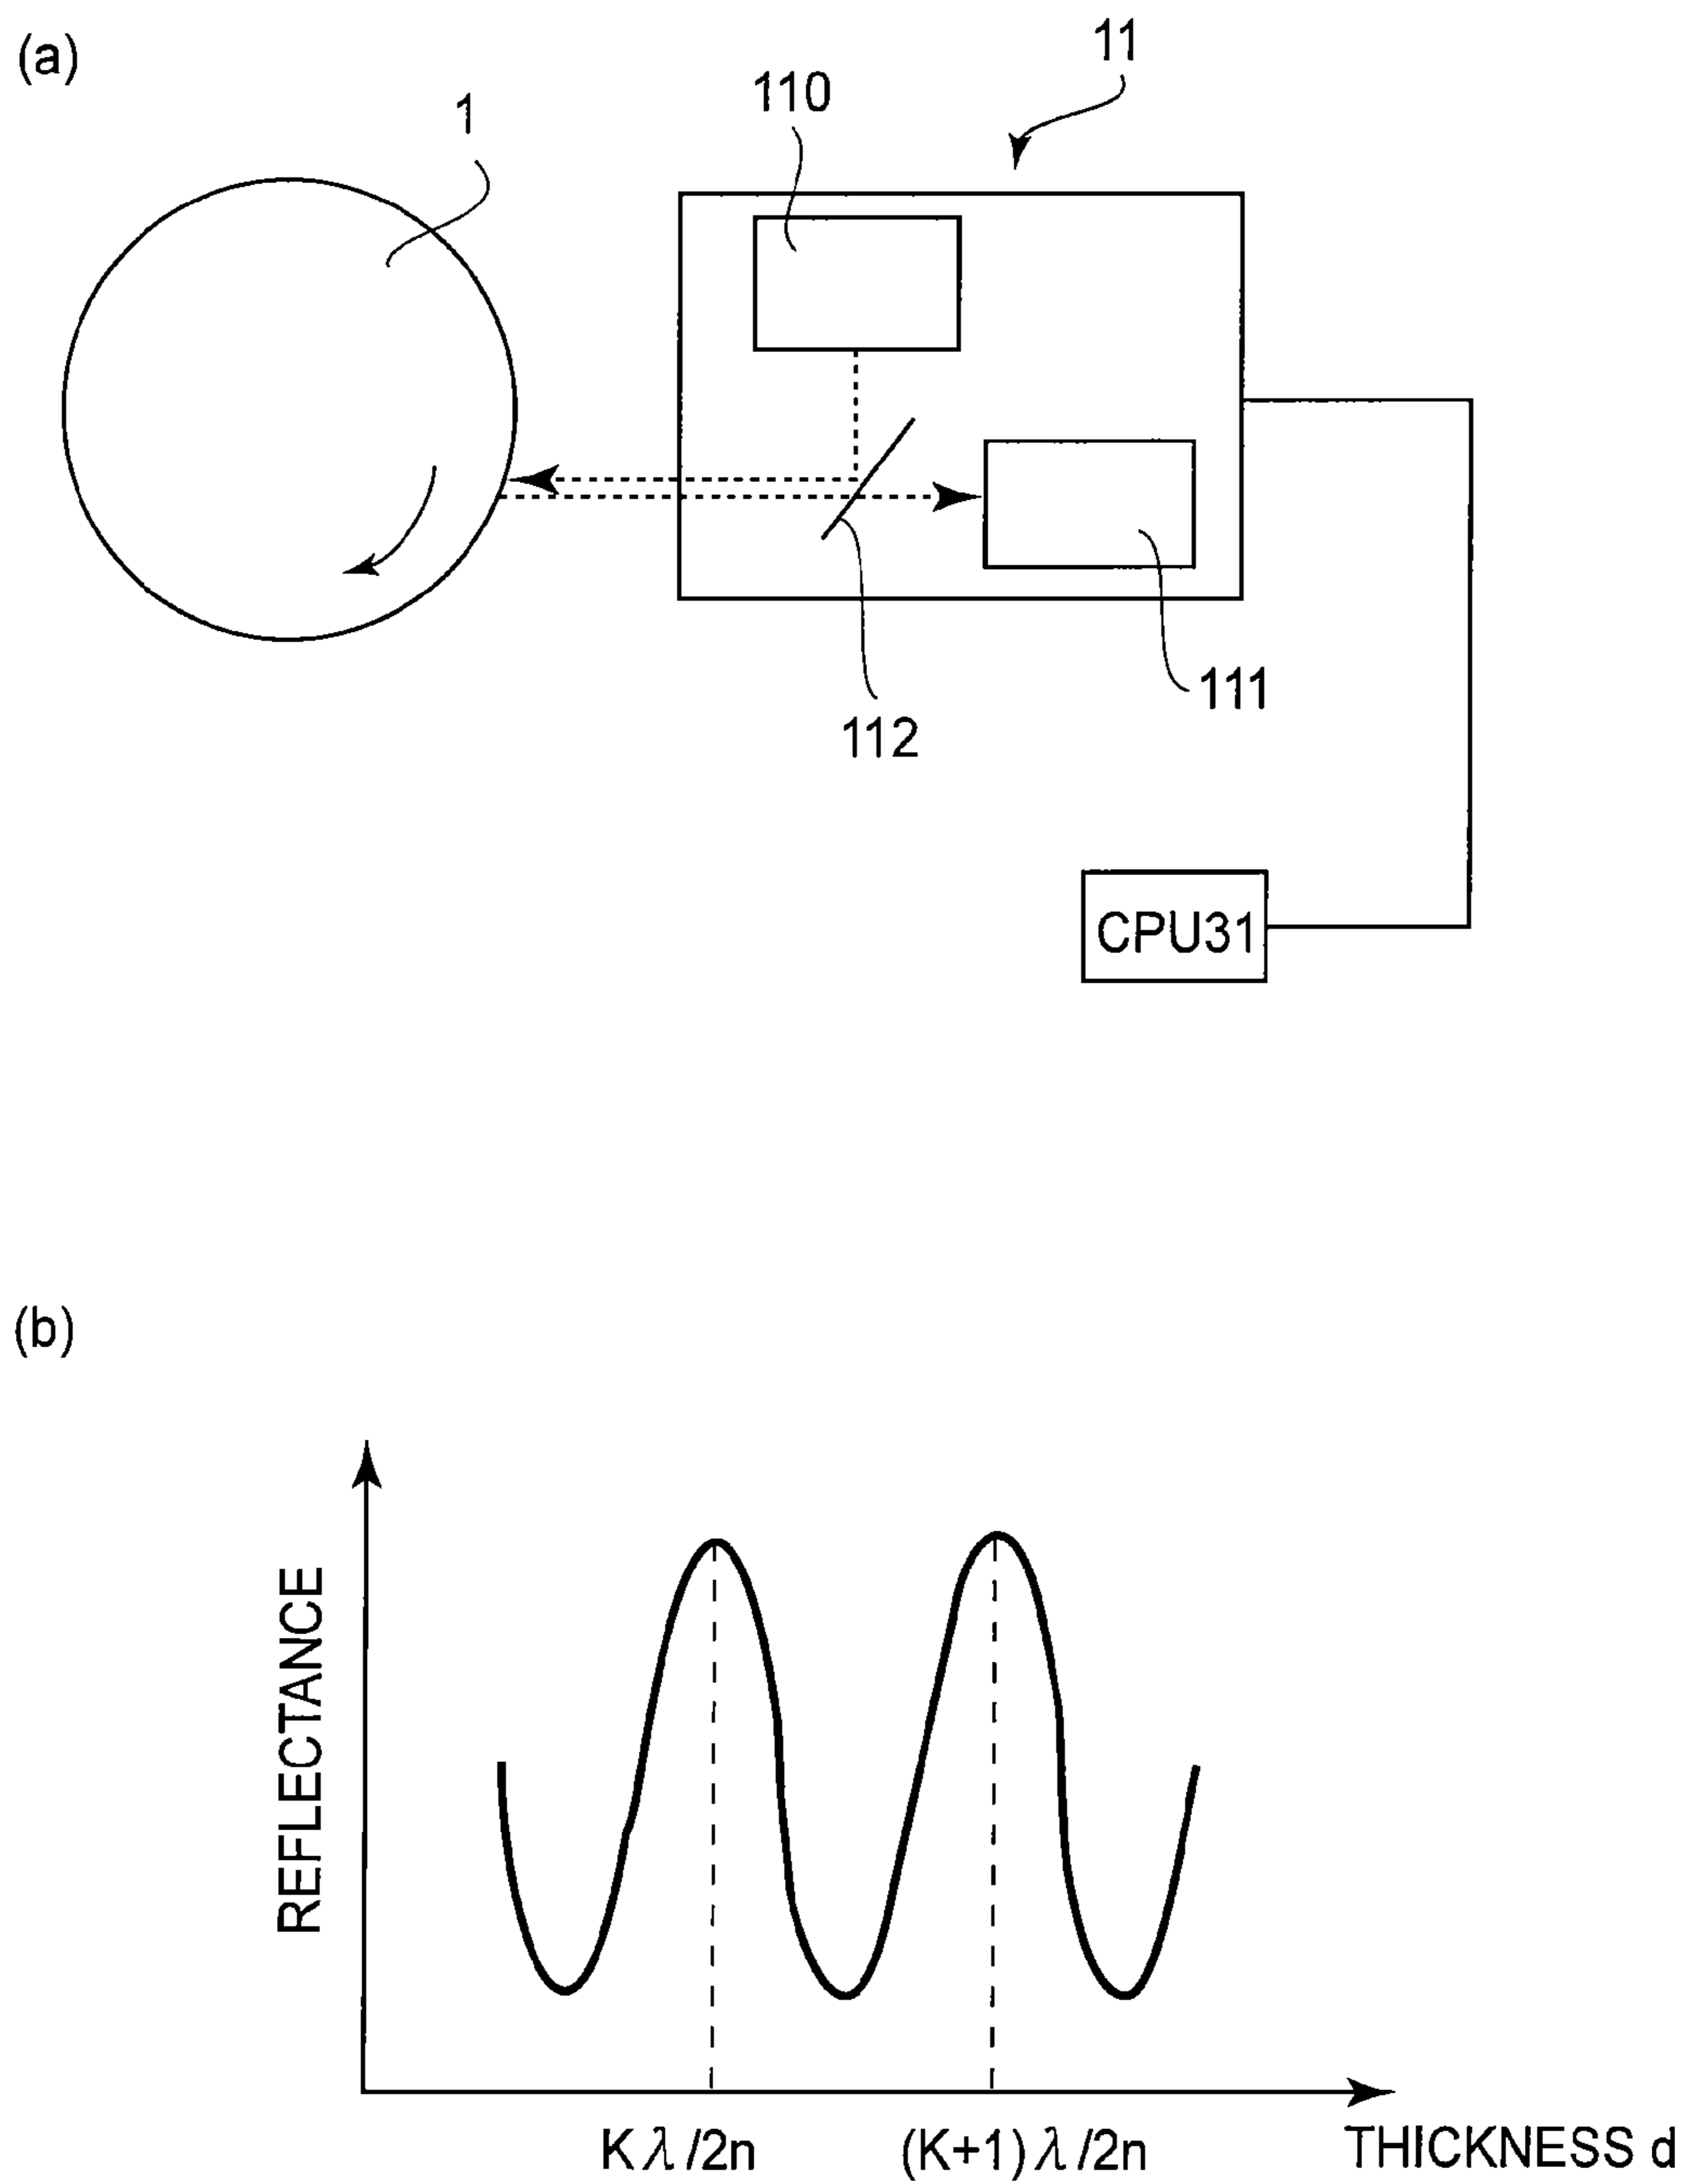 (a)
11
110
1
111
112
CPU31
(b)
REFLECTANCE
Kλ/2n
(K+1)λ/2n
THICKNESS d